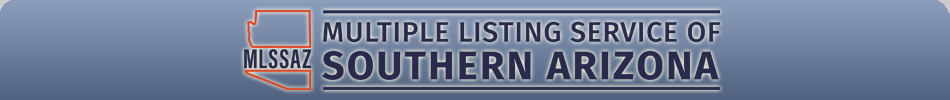 MLSSAZ
MULTIPLE LISTING SERVICE OF
SOUTHERN ARIZONA